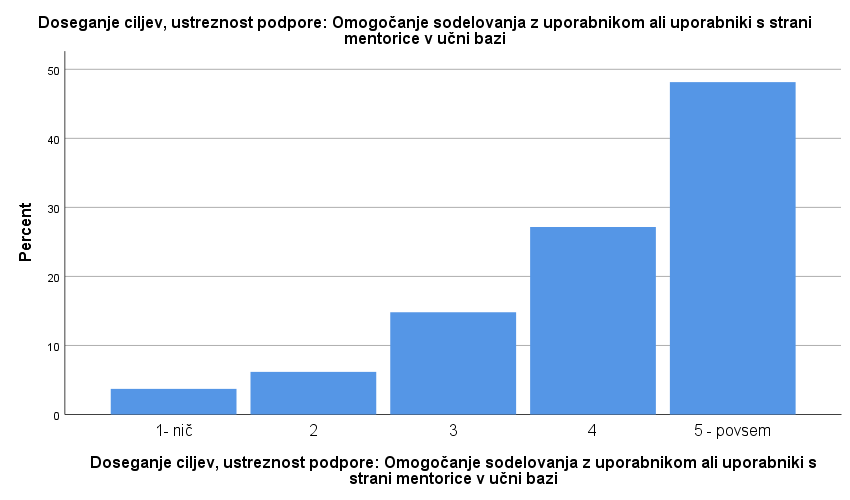 Doseganje ciljev, ustreznost podpore: Omogočanje sodelovanja z uporabnikom ali uporabniki s strani
mentorice v učni bazi
50
40
30
20
10
0
Percent
1- nič
2
3
4
5 - povsem
Doseganje ciljev, ustreznost podpore: Omogočanje sodelovanja z uporabnikom ali uporabniki s
strani mentorice v učni bazi